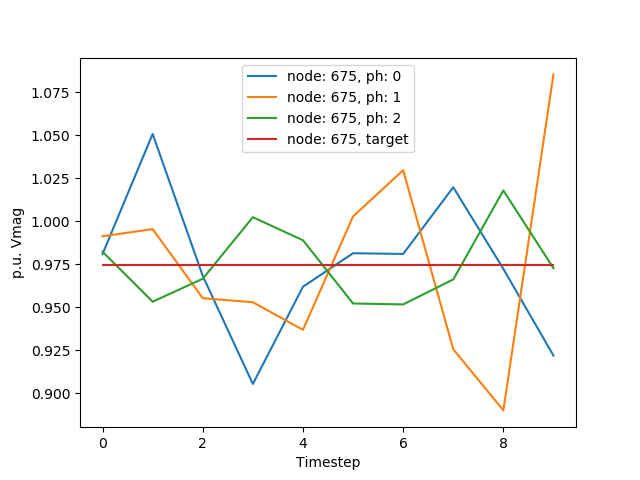 node: 675, ph: 0
node: 675, ph: 1
node: 675, ph: 2
node: 675, target
1.075
1.050
1.025
1.000
0.975
0.950
0.925
0.900
p.u. Vmag
0 2 4 6 8
Timestep